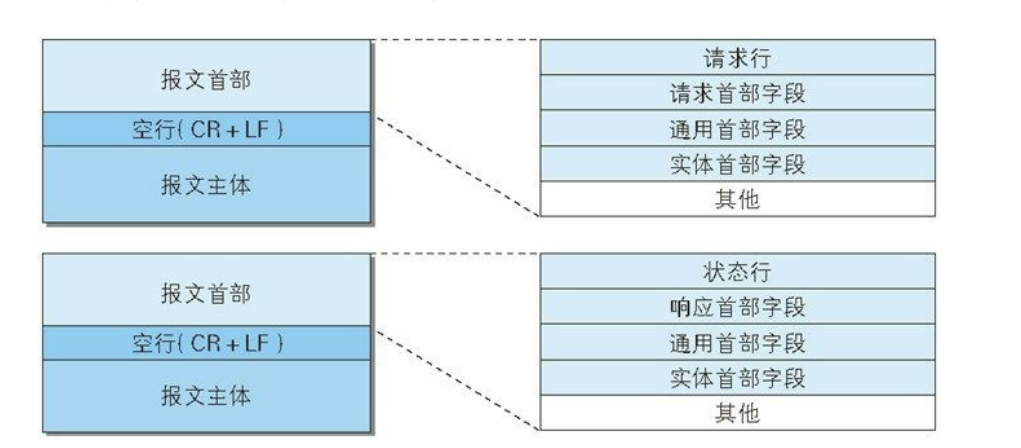 报文首部
空行( CR + LF )
报文主体
请求行
请求首部字段
通用首部字段
实体首部字段
其他
报文首部
空行( CR + LF )
报文主体
状态行
响应首部字段
通用首部字段
实体首部字段
其他